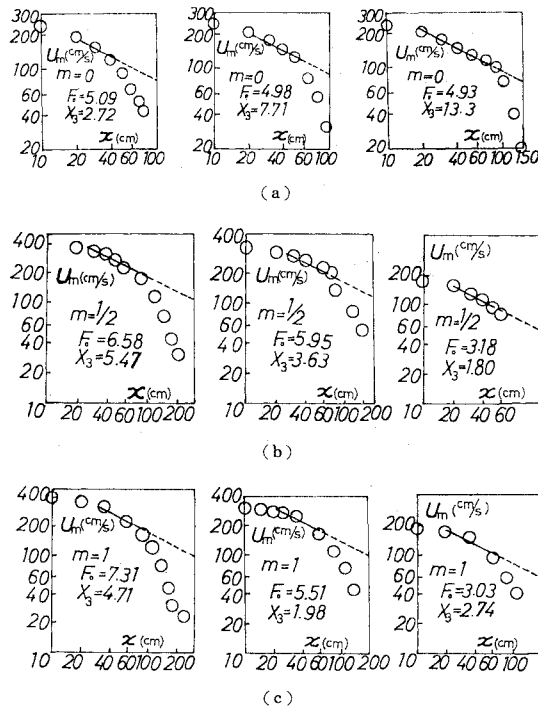 300
200
100
60
40
20
Um(cm/s)
m=0
F₀=5.09
X₃=2.72
x(cm)
10 20 40 60 100
300
200
100
60
40
20
Um(cm/s)
m=0
F₀=4.98
X₃=7.71
x(cm)
10 20 40 60 100
300
200
100
60
40
20
Um(cm/s)
m=0
F₀=4.93
X₃=13.3
x(cm)
10 20 40 60 100 150
(a)
400
200
100
60
40
20
Um(cm/s)
m=1/2
F₀=6.58
X₃=5.47
x(cm)
10 20 40 60 100 200
400
200
100
60
40
20
Um(cm/s)
m=1/2
F₀=5.95
X₃=3.63
x(cm)
10 20 40 60 100 200
Um(cm/s)
200
100
60
40
20
m=1/2
F₀=3.18
X₃=1.80
x(cm)
10 20 40 60
(b)
400
200
100
60
40
20
Um(cm/s)
m=1
F₀=7.31
X₃=4.71
x(cm)
10 20 40 60 100 200
400
200
100
60
40
20
Um(cm/s)
m=1
F₀=5.51
X₃=1.98
x(cm)
10 20 40 60 100 200
Um(cm/s)
200
100
60
40
20
m=1
F₀=3.03
X₃=2.74
x(cm)
10 20 40 60 100
(c)